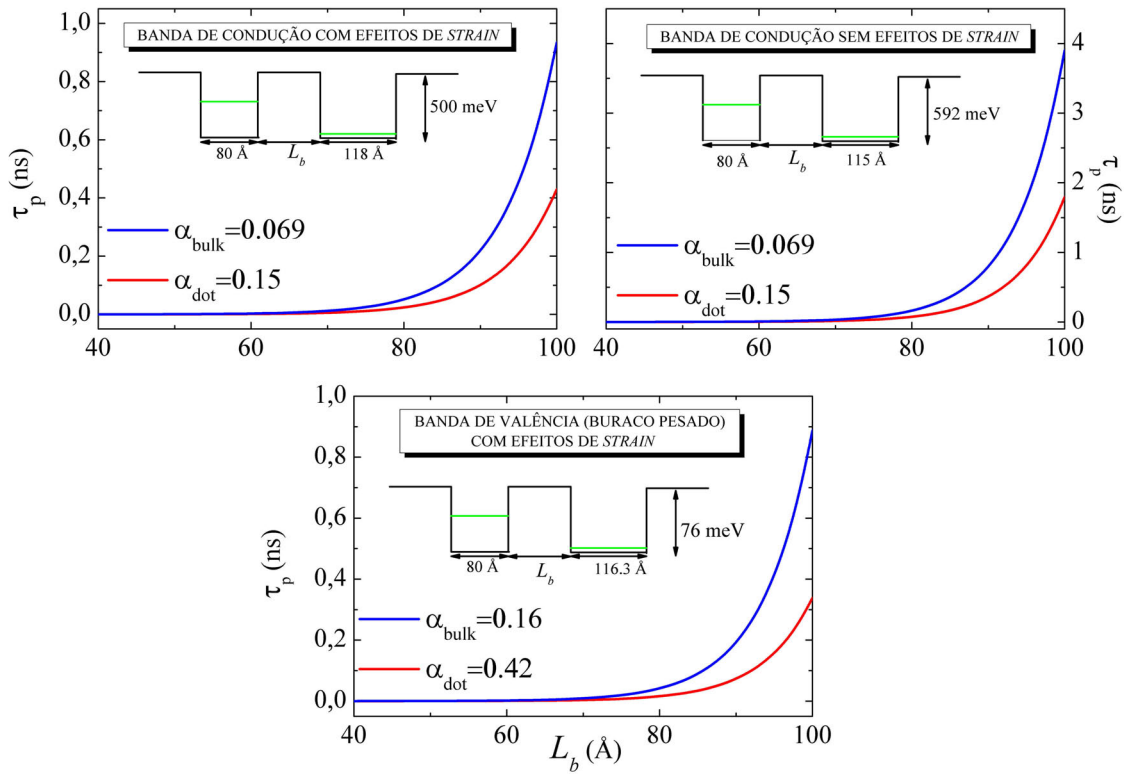 BANDA DE CONDUÇÃO COM EFEITOS DE STRAIN
1,0
0,8
0,6
0,4
0,2
0,0
τp (ns)
500 meV
80 Å
Lb
118 Å
αbulk=0.069
αdot=0.15
40
60
80
100
BANDA DE CONDUÇÃO SEM EFEITOS DE STRAIN
4
3
2
1
0
τp (ns)
592 meV
80 Å
Lb
115 Å
αbulk=0.069
αdot=0.15
40
60
80
100
BANDA DE VALÊNCIA (BURACO PESADO)
COM EFEITOS DE STRAIN
1,0
0,8
0,6
0,4
0,2
0,0
τp (ns)
76 meV
80 Å
Lb
116.3 Å
αbulk=0.16
αdot=0.42
40
60
80
100
Lb (Å)